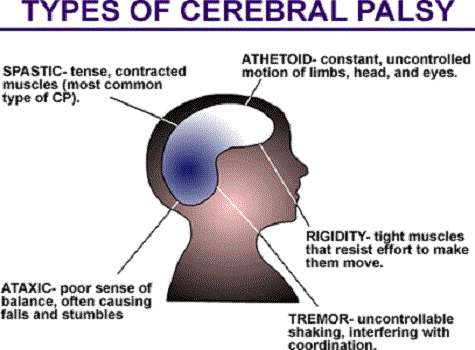 TYPES OF CEREBRAL PALSY
SPASTIC- tense, contracted
muscles (most common
type of CP).
ATHETOID- constant, uncontrolled
motion of limbs, head, and eyes.
RIGIDITY- tight muscles
that resist effort to make
them move.
ATAXIC- poor sense of
balance, often causing
falls and stumbles
TREMOR- uncontrollable
shaking, interfering with
coordination.